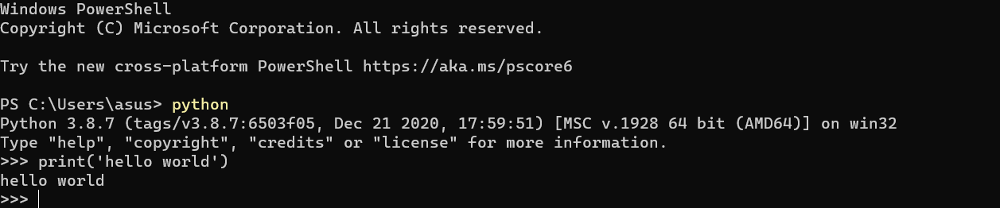 Windows PowerShell
Copyright (C) Microsoft Corporation. All rights reserved.
Try the new cross-platform PowerShell https://aka.ms/pscore6
PS C:\Users\asus> python
Python 3.8.7 (tags/v3.8.7:6503f05, Dec 21 2020, 17:59:51) [MSC v.1928 64 bit (AMD64)] on win32
Type "help", "copyright", "credits" or "license" for more information.
>>> print('hello world')
hello world
>>>